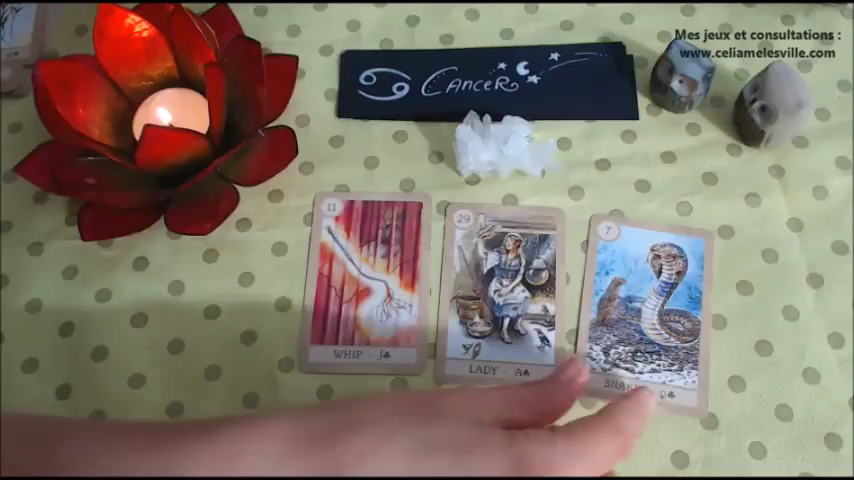 Mes jeux et consultations :
www.celiamelesville.com
♋ Cancer
11
WHIP - J♣
29
LADY - A♠
7